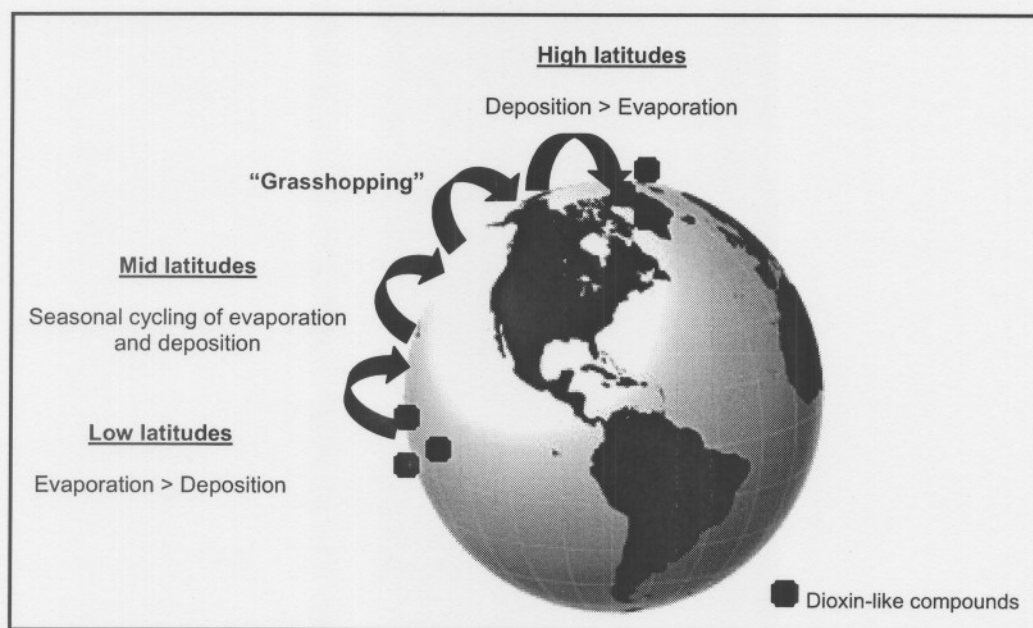 High latitudes
Deposition > Evaporation
"Grasshopping"
Mid latitudes
Seasonal cycling of evaporation
and deposition
Low latitudes
Evaporation > Deposition
Dioxin-like compounds